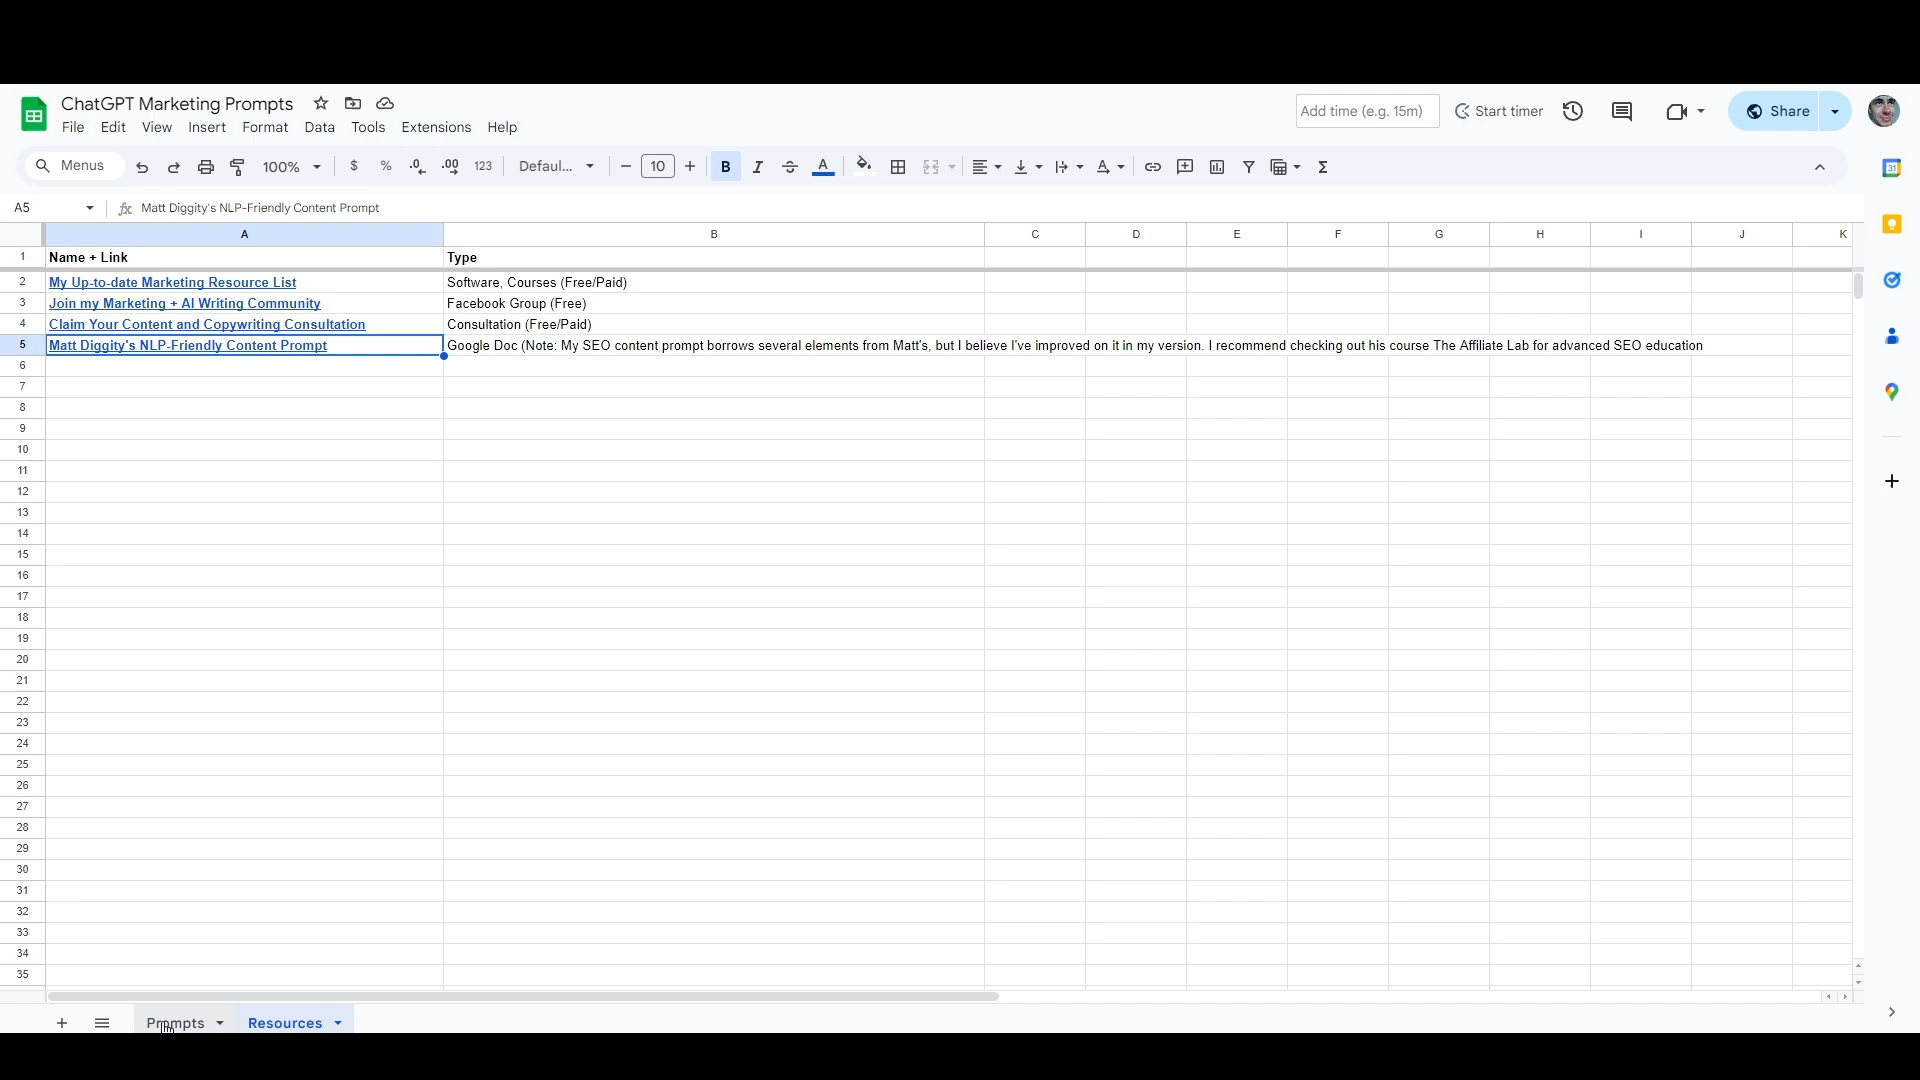 ChatGPT Marketing Prompts
Add time (e.g. 15m)
Start timer
Share
File Edit View Insert Format Data Tools Extensions Help
Menus
100%
$ % .0 .00 123
Defaul...
10
B I A
31
A5
fx Matt Diggity's NLP-Friendly Content Prompt
A B C D E F G H I J K
1 Name + Link Type
2 My Up-to-date Marketing Resource List Software, Courses (Free/Paid)
3 Join my Marketing + AI Writing Community Facebook Group (Free)
4 Claim Your Content and Copywriting Consultation Consultation (Free/Paid)
5 Matt Diggity's NLP-Friendly Content Prompt Google Doc (Note: My SEO content prompt borrows several elements from Matt's, but I believe I've improved on it in my version. I recommend checking out his course The Affiliate Lab for advanced SEO education
6
7
8
9
10
11
12
13
14
15
16
17
18
19
20
21
22
23
24
25
26
27
28
29
30
31
32
33
34
35
Prompts Resources